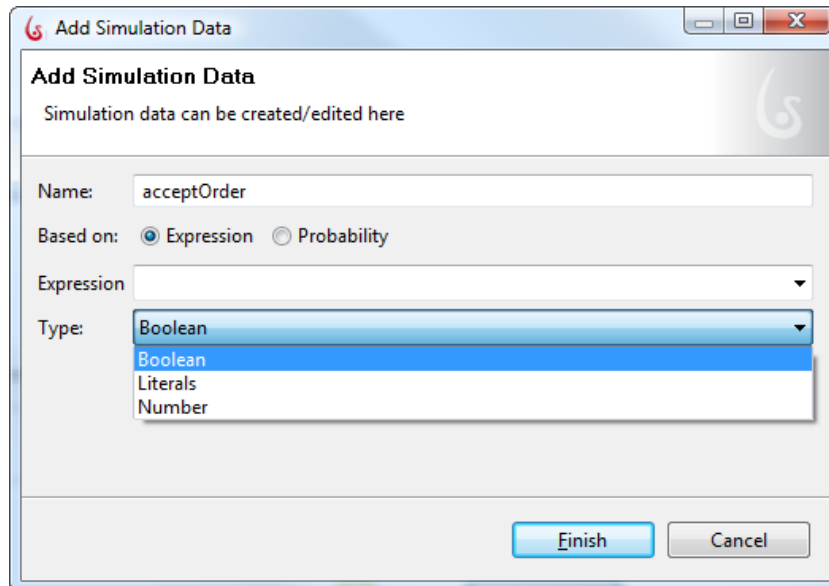 Add Simulation Data
Add Simulation Data
Simulation data can be created/edited here
Name: acceptOrder
Based on: Expression Probability
Expression
Type: Boolean
Boolean
Literals
Number
Finish Cancel